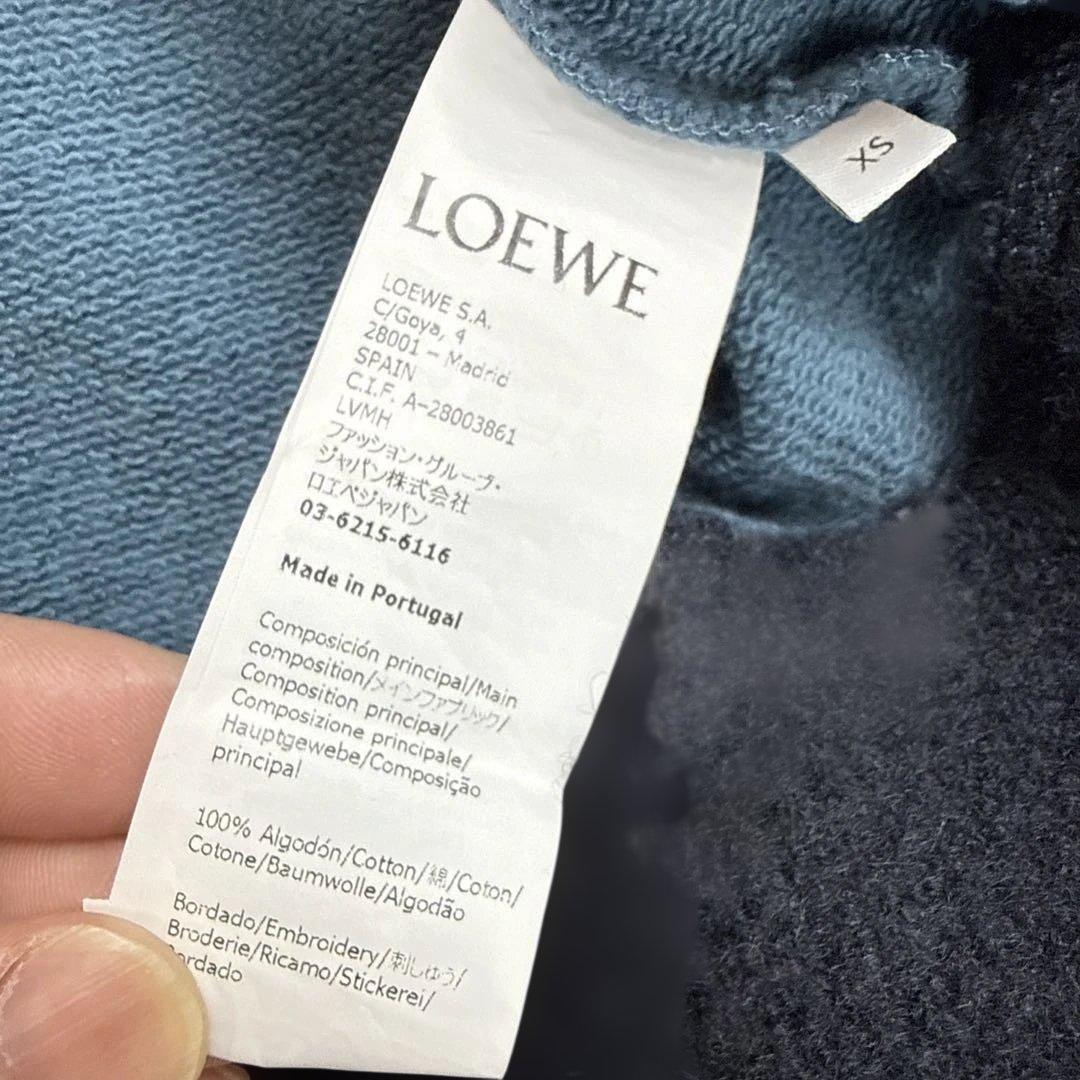 XS
LOEWE
LOEWE S.A.
C/Goya, 4
28001 – Madrid
SPAIN
C.I.F. A-28003861
LVMH
ファッション・グループ・
ジャパン株式会社
ロエベジャパン
03-6215-6116
Made in Portugal
Composición principal/Main
composition/メインファブリック/
Composition principal/
Composizione principale/
Hauptgewebe/Composição
principal
100% Algodón/Cotton/綿/Coton/
Cotone/Baumwolle/Algodão
Bordado/Embroidery/刺しゅう/
Broderie/Ricamo/Stickerei/
ordado